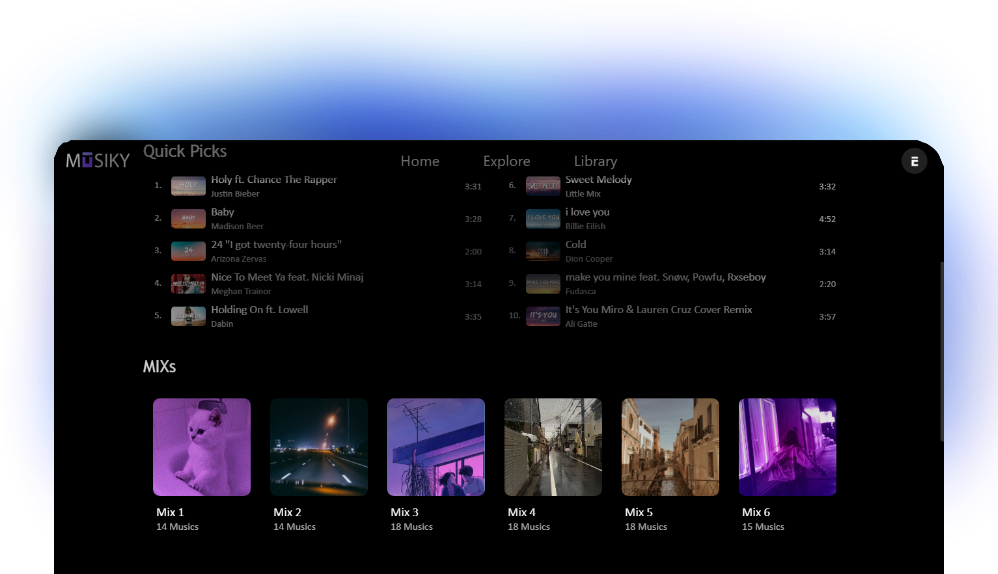 MūSIKY
Home
Explore
Library
E
Quick Picks
1.
Holy ft. Chance The Rapper
Justin Bieber
3:31
2.
Baby
Madison Beer
3:28
3.
24 "I got twenty-four hours"
Arizona Zervas
2:00
4.
Nice To Meet Ya feat. Nicki Minaj
Meghan Trainor
3:14
5.
Holding On ft. Lowell
Dabin
3:35
6.
Sweet Melody
Little Mix
3:32
7.
i love you
Billie Eilish
4:52
8.
Cold
Dion Cooper
3:14
9.
make you mine feat. Snøw, Powfu, Rxseboy
Fudasca
2:20
10.
IT'S YOU
It's You Miro & Lauren Cruz Cover Remix
Ali Gatie
3:57
MIXs
Mix 1
14 Musics
Mix 2
14 Musics
Mix 3
18 Musics
Mix 4
18 Musics
Mix 5
18 Musics
Mix 6
15 Musics